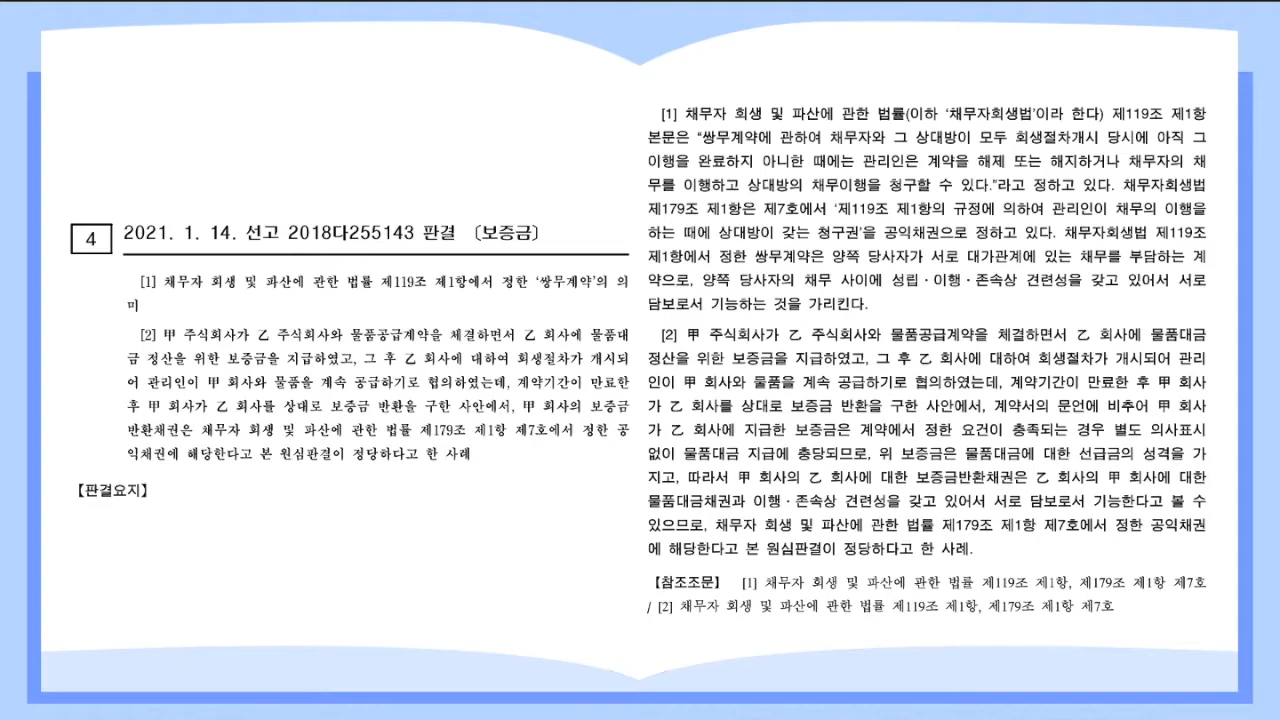 4
2021. 1. 14. 선고 2018다255143 판결 〔보증금〕
[1] 채무자 회생 및 파산에 관한 법률 제119조 제1항에서 정한 ‘쌍무계약’의 의
미
[2] 甲 주식회사가 乙 주식회사와 물품공급계약을 체결하면서 乙 회사에 물품대
금 정산을 위한 보증금을 지급하였고, 그 후 乙 회사에 대하여 회생절차가 개시되
어 관리인이 甲 회사와 물품을 계속 공급하기로 협의하였는데, 계약기간이 만료한
후 甲 회사가 乙 회사를 상대로 보증금 반환을 구한 사안에서, 甲 회사의 보증금
반환채권은 채무자 회생 및 파산에 관한 법률 제179조 제1항 제7호에서 정한 공
익채권에 해당한다고 본 원심판결이 정당하다고 한 사례
【판결요지】
[1] 채무자 회생 및 파산에 관한 법률(이하 ‘채무자회생법’이라 한다) 제119조 제1항
본문은 “쌍무계약에 관하여 채무자와 그 상대방이 모두 회생절차개시 당시에 아직 그
이행을 완료하지 아니한 때에는 관리인은 계약을 해제 또는 해지하거나 채무자의 채
무를 이행하고 상대방의 채무이행을 청구할 수 있다.”라고 정하고 있다. 채무자회생법
제179조 제1항은 제7호에서 ‘제119조 제1항의 규정에 의하여 관리인이 채무의 이행을
하는 때에 상대방이 갖는 청구권’을 공익채권으로 정하고 있다. 채무자회생법 제119조
제1항에서 정한 쌍무계약은 양쪽 당사자가 서로 대가관계에 있는 채무를 부담하는 계
약으로, 양쪽 당사자의 채무 사이에 성립·이행·존속상 견련성을 갖고 있어서 서로
담보로서 기능하는 것을 가리킨다.
[2] 甲 주식회사가 乙 주식회사와 물품공급계약을 체결하면서 乙 회사에 물품대금
정산을 위한 보증금을 지급하였고, 그 후 乙 회사에 대하여 회생절차가 개시되어 관리
인이 甲 회사와 물품을 계속 공급하기로 협의하였는데, 계약기간이 만료한 후 甲 회사
가 乙 회사를 상대로 보증금 반환을 구한 사안에서, 계약서의 문언에 비추어 甲 회사
가 乙 회사에 지급한 보증금은 계약에서 정한 요건이 충족되는 경우 별도 의사표시
없이 물품대금 지급에 충당되므로, 위 보증금은 물품대금에 대한 선급금의 성격을 가
지고, 따라서 甲 회사의 乙 회사에 대한 보증금반환채권은 乙 회사의 甲 회사에 대한
물품대금채권과 이행·존속상 견련성을 갖고 있어서 서로 담보로서 기능한다고 볼 수
있으므로, 채무자 회생 및 파산에 관한 법률 제179조 제1항 제7호에서 정한 공익채권
에 해당한다고 본 원심판결이 정당하다고 한 사례.
【참조조문】 [1] 채무자 회생 및 파산에 관한 법률 제119조 제1항, 제179조 제1항 제7호
/ [2] 채무자 회생 및 파산에 관한 법률 제119조 제1항, 제179조 제1항 제7호